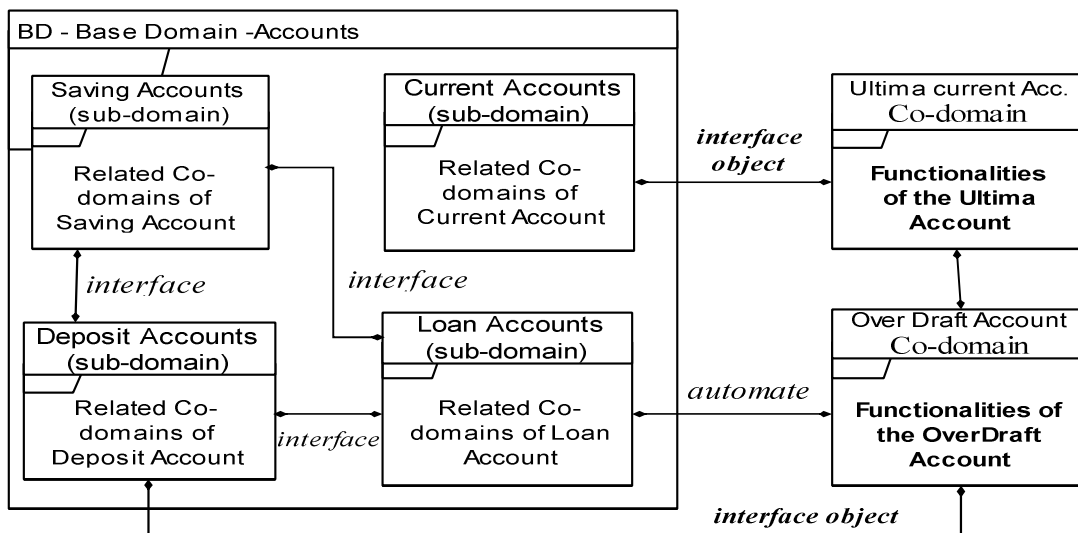 BD - Base Domain -Accounts
Saving Accounts
(sub-domain)
Related Co-
domains of
Saving Account
Current Accounts
(sub-domain)
Related Co-
domains of
Current Account
interface
object
Ultima current Acc.
Co-domain
Functionalities
of the Ultima
Account
interface
interface
Deposit Accounts
(sub-domain)
Related Co-
domains of
Deposit Account
interface
Loan Accounts
(sub-domain)
Related Co-
domains of Loan
Account
automate
Over Draft Account
Co-domain
Functionalities of
the OverDraft
Account
interface object